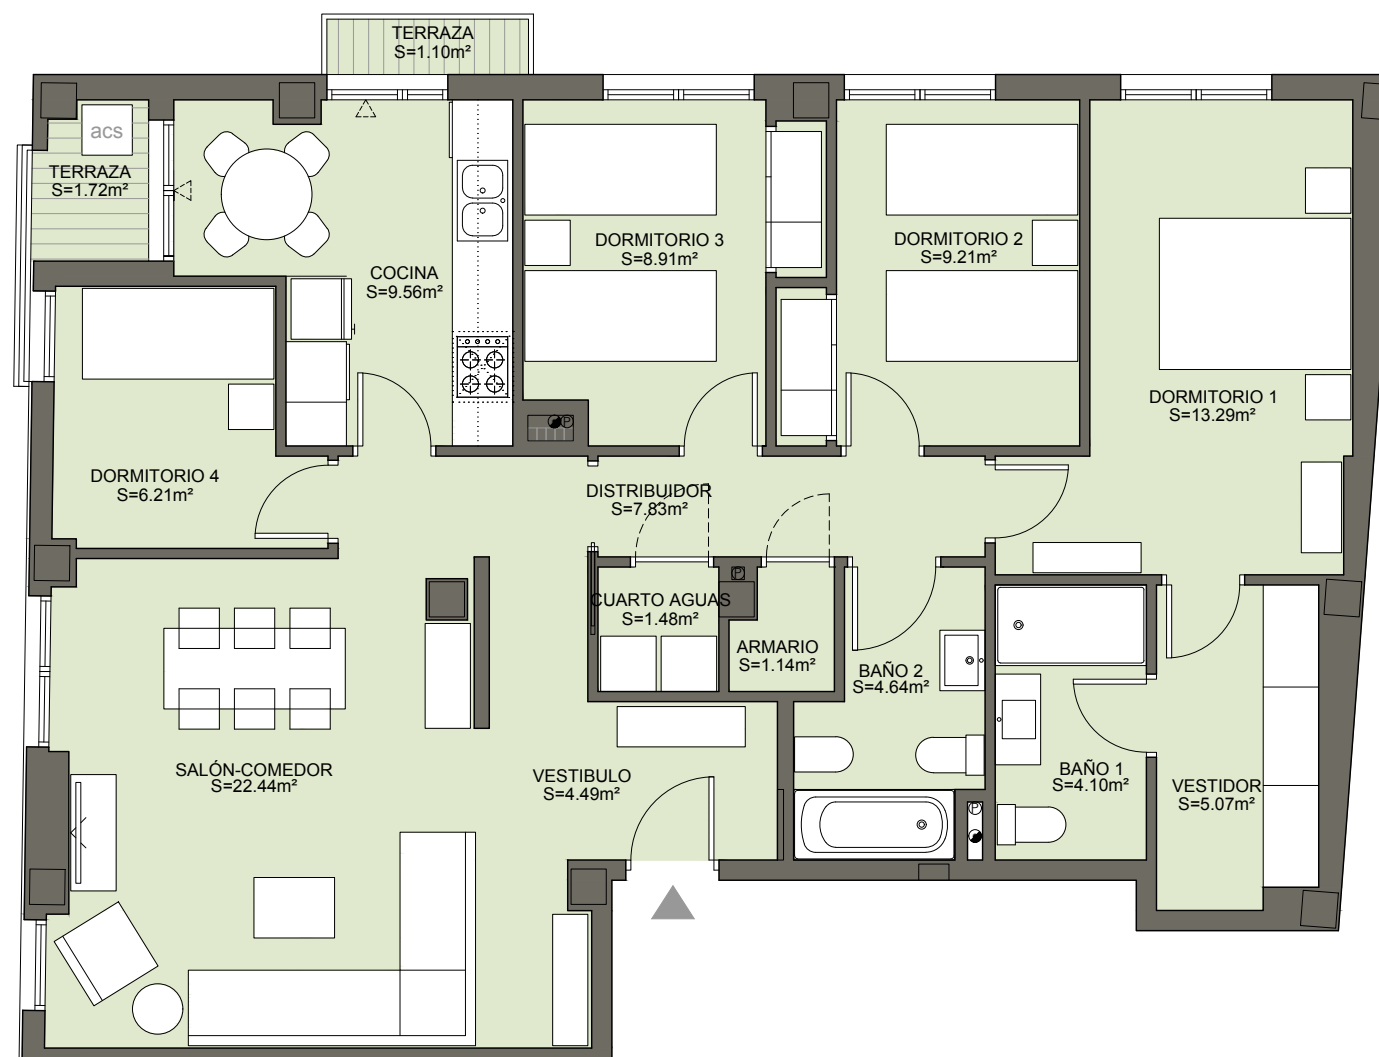 TERRAZA
S=1.10m²
acs
TERRAZA
S=1.72m²
COCINA
S=9.56m²
DORMITORIO 3
S=8.91m²
DORMITORIO 2
S=9.21m²
DORMITORIO 1
S=13.29m²
P
DORMITORIO 4
S=6.21m²
DISTRIBUIDOR
S=7.83m²
P
CUARTO AGUAS
S=1.48m²
ARMARIO
S=1.14m²
BAÑO 2
S=4.64m²
SALÓN-COMEDOR
S=22.44m²
VESTIBULO
S=4.49m²
BAÑO 1
S=4.10m²
VESTIDOR
S=5.07m²
P